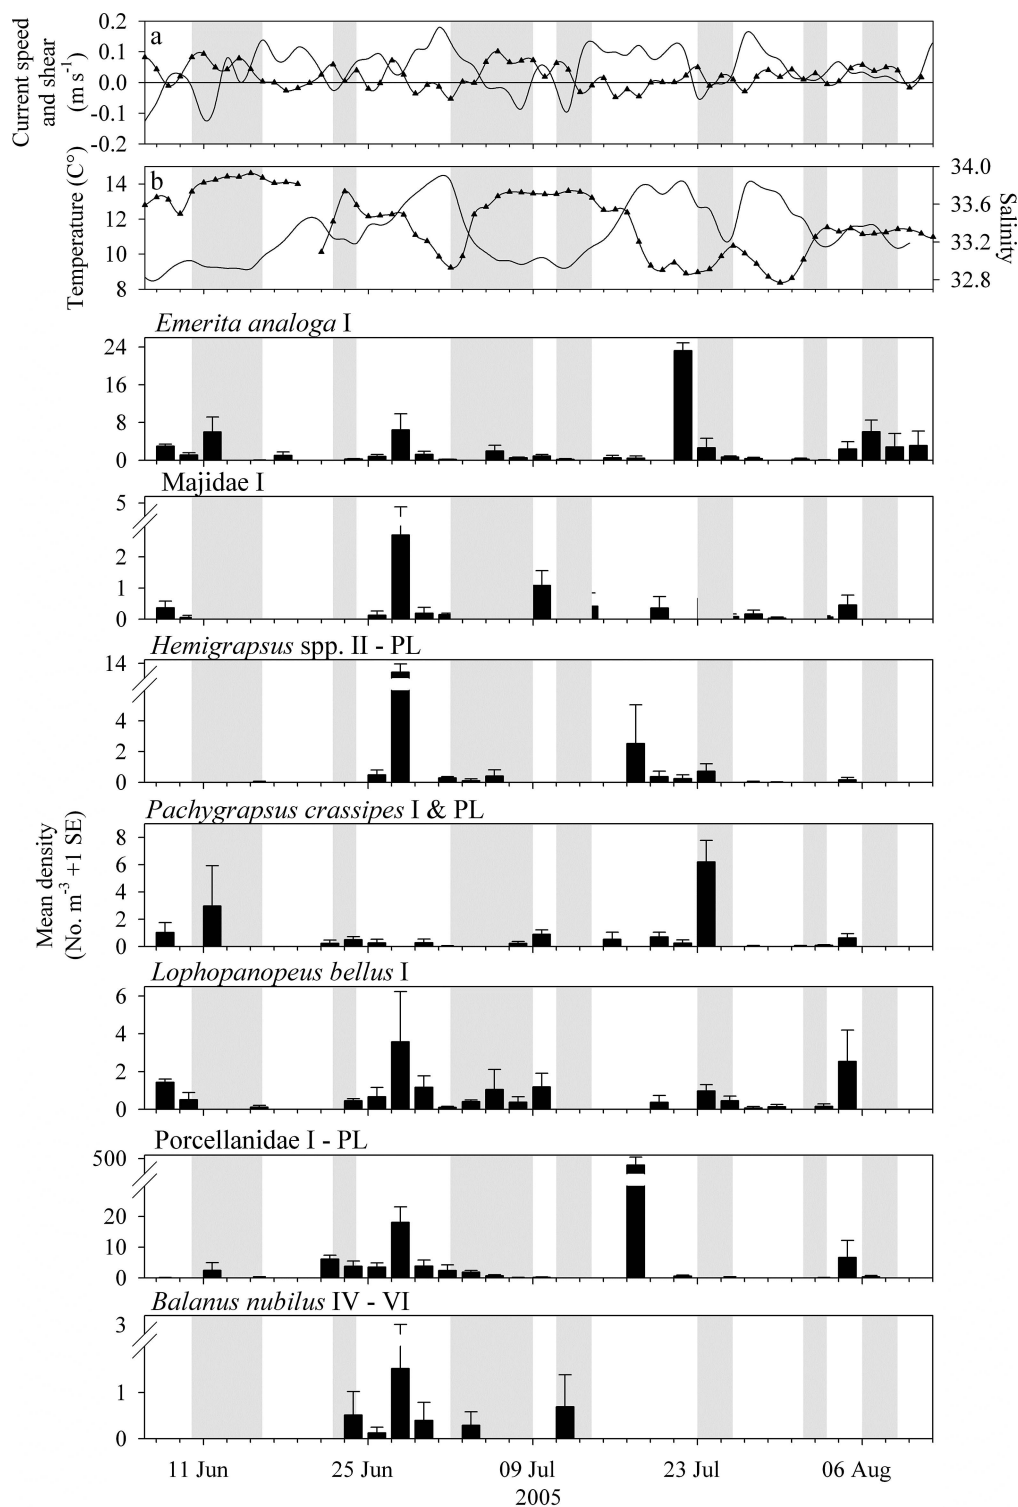 Current speed
and shear
(m s-1)
0.2
0.1
0.0
-0.1
-0.2
a
Temperature (C°)
14
12
10
8
b
34.0
33.6
33.2
32.8
Salinity
Emerita analoga I
24
16
8
0
Majidae I
5
2
1
0
Hemigrapsus spp. II - PL
14
4
2
0
Pachygrapsus crassipes I & PL
Mean density
(No. m-3 +1 SE)
8
6
4
2
0
Lophopanopeus bellus I
6
4
2
0
Porcellanidae I - PL
500
20
10
0
Balanus nubilus IV - VI
3
1
0
11 Jun 25 Jun 09 Jul 23 Jul 06 Aug
2005